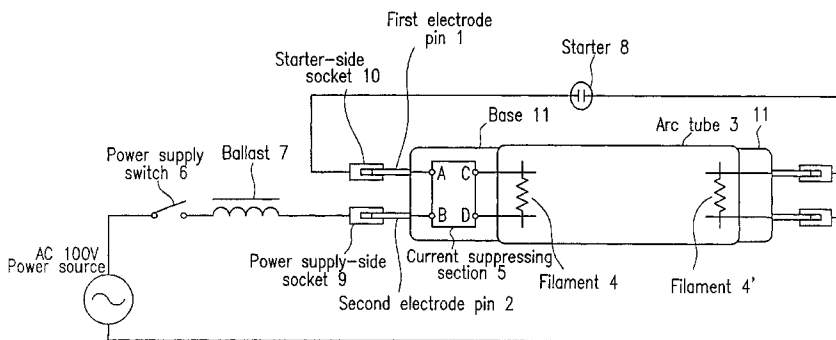 First electrode
pin 1
Starter-side
socket 10
Starter 8
Base 11
Arc tube 3
11
Power supply
switch 6
Ballast 7
A
C
B
D
AC 100V
Power source
Power supply-side
socket 9
Current suppressing
section 5
Second electrode pin 2
Filament 4
Filament 4'